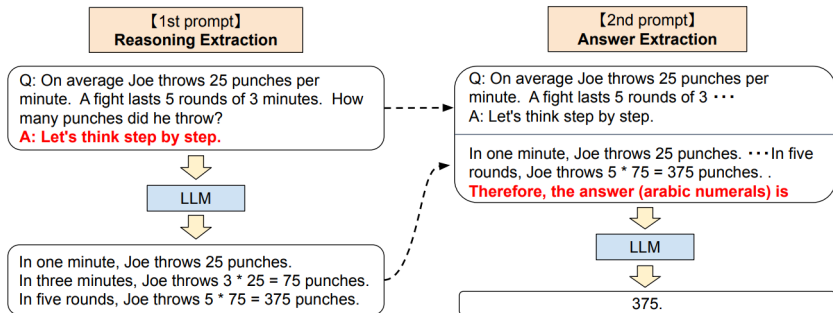 【1st prompt】
Reasoning Extraction
Q: On average Joe throws 25 punches per
minute. A fight lasts 5 rounds of 3 minutes. How
many punches did he throw?
A: Let's think step by step.
LLM
In one minute, Joe throws 25 punches.
In three minutes, Joe throws 3 * 25 = 75 punches.
In five rounds, Joe throws 5 * 75 = 375 punches.
【2nd prompt】
Answer Extraction
Q: On average Joe throws 25 punches per
minute. A fight lasts 5 rounds of 3 ···
A: Let's think step by step.
In one minute, Joe throws 25 punches. ···In five
rounds, Joe throws 5 * 75 = 375 punches. .
Therefore, the answer (arabic numerals) is
LLM
375.